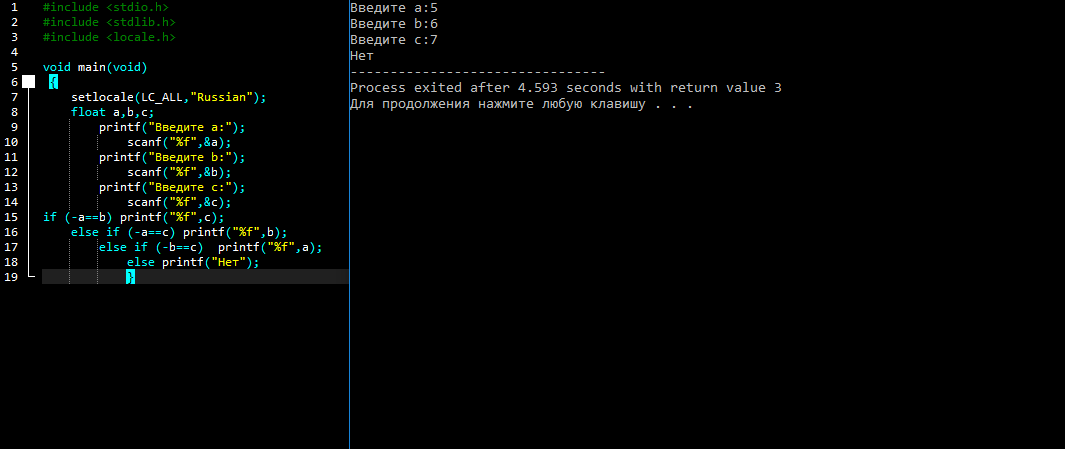 1 #include <stdio.h>
2 #include <stdlib.h>
3 #include <locale.h>
4
5 void main(void)
6 {
7 setlocale(LC_ALL,"Russian");
8 float a,b,c;
9 printf("Введите a:");
10 scanf("%f",&a);
11 printf("Введите b:");
12 scanf("%f",&b);
13 printf("Введите c:");
14 scanf("%f",&c);
15 if (-a==b) printf("%f",c);
16 else if (-a==c) printf("%f",b);
17 else if (-b==c)  printf("%f",a);
18 else printf("Нет");
19 }
Введите a:5
Введите b:6
Введите c:7
Нет
--------------------------------
Process exited after 4.593 seconds with return value 3
Для продолжения нажмите любую клавишу . . .